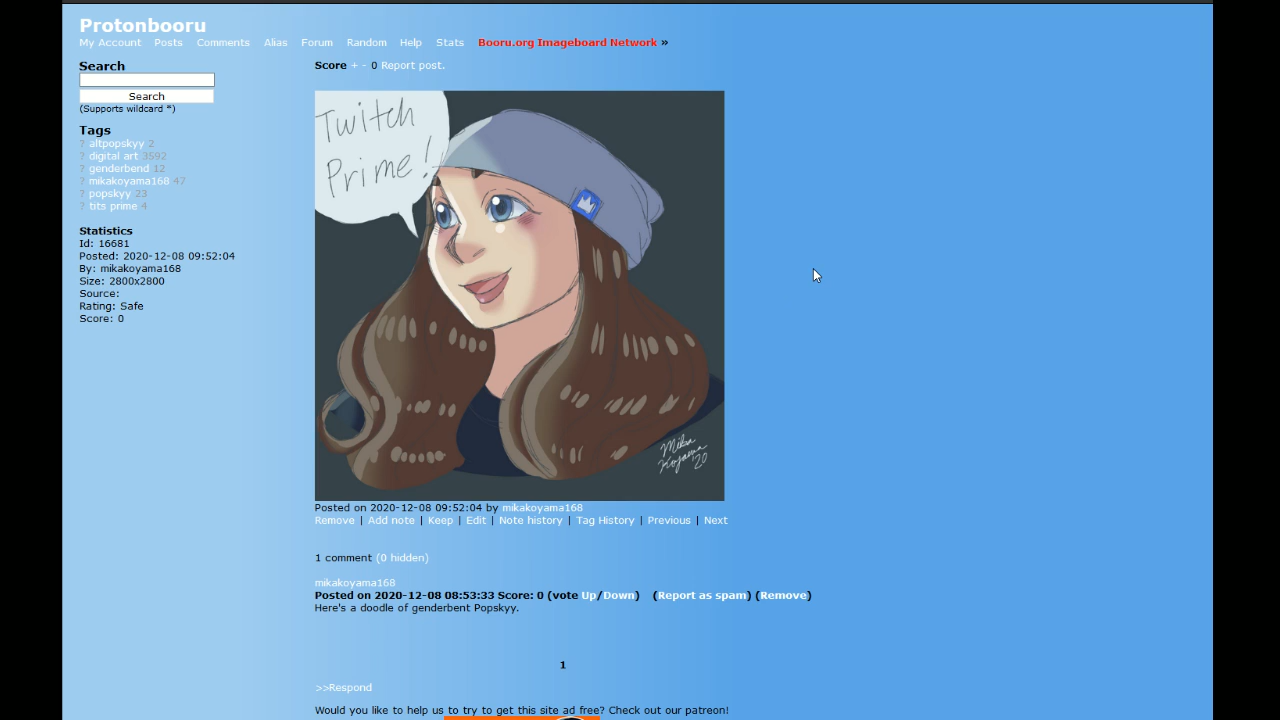 Protonbooru
My Account Posts Comments Alias Forum Random Help Stats Booru.org Imageboard Network »
Search
Search
(Supports wildcard *)
Tags
? altpopskyy 2
? digital art 3592
? genderbend 12
? mikakoyama168 47
? popskyy 23
? tits prime 4
Statistics
Id: 16681
Posted: 2020-12-08 09:52:04
By: mikakoyama168
Size: 2800x2800
Source:
Rating: Safe
Score: 0
Score + - 0 Report post.
Twitch
Prime!
Mika
Koyama
'20
Posted on 2020-12-08 09:52:04 by mikakoyama168
Remove | Add note | Keep | Edit | Note history | Tag History | Previous | Next
1 comment (0 hidden)
mikakoyama168
Posted on 2020-12-08 08:53:33 Score: 0 (vote Up/Down) (Report as spam) (Remove)
Here's a doodle of genderbent Popskyy.
1
>>Respond
Would you like to help us to try to get this site ad free? Check out our patreon!